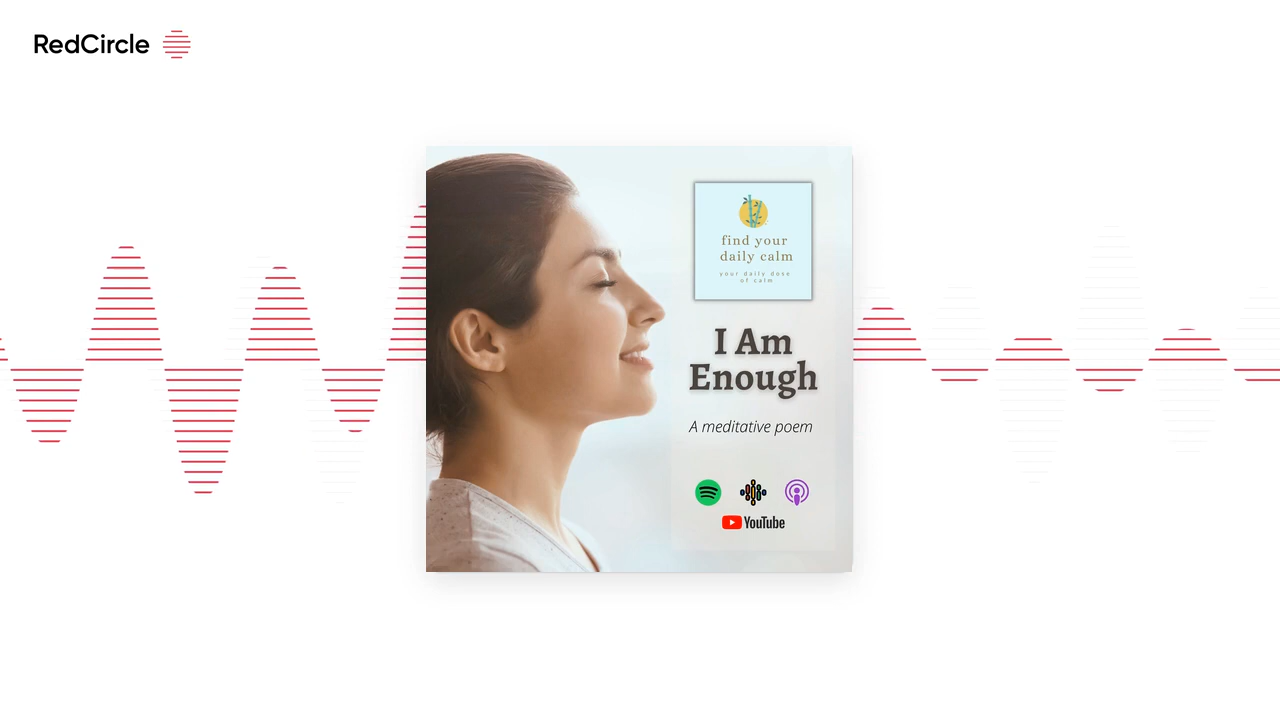 RedCircle
find your
daily calm
your daily dose
of calm
I Am
Enough
A meditative poem
YouTube